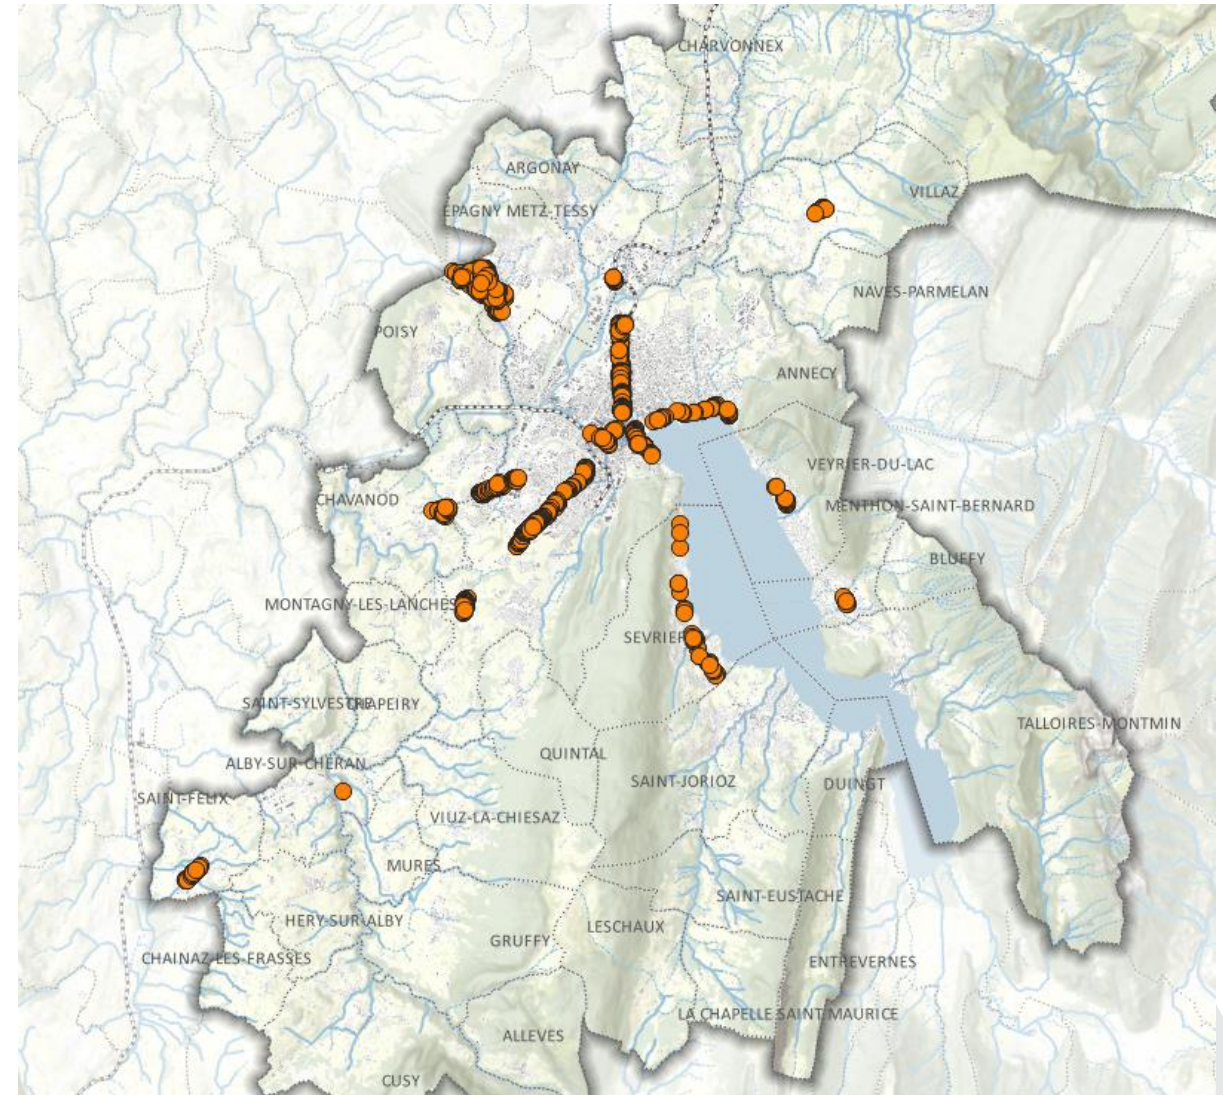 CHARVONNEX
ARGONAY
VILLAZ
EPAGNY METZ-TESSY
NAVES-PARMELAN
POISY
ANNECY
VEYRIER-DU-LAC
CHAVANOD
MENTHON-SAINT-BERNARD
BLUFFY
MONTAGNY-LES-LANCHES
SEVRIER
SAINT-SYLVESTRE
CHAPEIRY
TALLOIRES-MONTMIN
QUINTAL
ALBY-SUR-CHERAN
SAINT-JORIOZ
DUINGT
SAINT-FELIX
VIUZ-LA-CHIESAZ
MURES
SAINT-EUSTACHE
HERY-SUR-ALBY
LESCHAUX
GRUFFY
CHAINAZ-LES-FRASSES
ENTREVERNES
LA CHAPELLE SAINT MAURICE
ALLEVES
CUSY